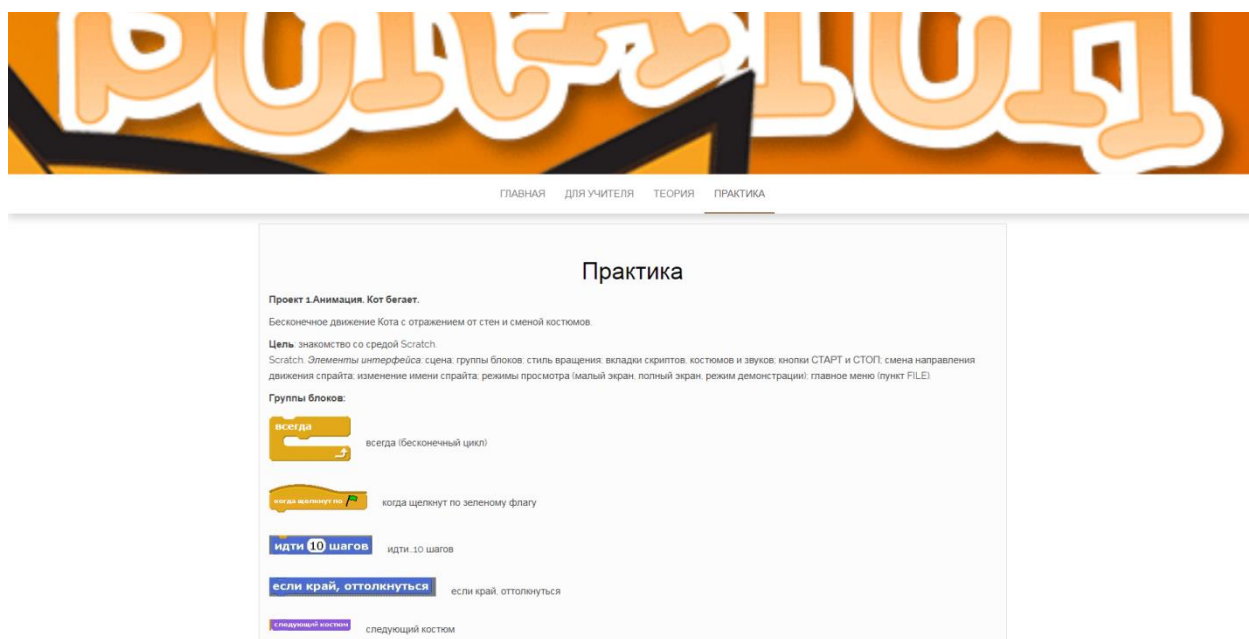 SCRATCH
ГЛАВНАЯ ДЛЯ УЧИТЕЛЯ ТЕОРИЯ ПРАКТИКА
Практика
Проект 1.Анимация. Кот бегает.
Бесконечное движение Кота с отражением от стен и сменой костюмов.
Цель: знакомство со средой Scratch.
Scratch. Элементы интерфейса: сцена; группы блоков; стиль вращения; вкладки скриптов, костюмов и звуков; кнопки СТАРТ и СТОП; смена направления
движения спрайта; изменение имени спрайта; режимы просмотра (малый экран, полный экран, режим демонстрации); главное меню (пункт FILE).
Группы блоков:
всегда
всегда (бесконечный цикл)
когда щелкнут по когда щелкнут по зеленому флагу
идти 10 шагов идти..10 шагов
если край, оттолкнуться если край, оттолкнуться
следующий костюм следующий костюм